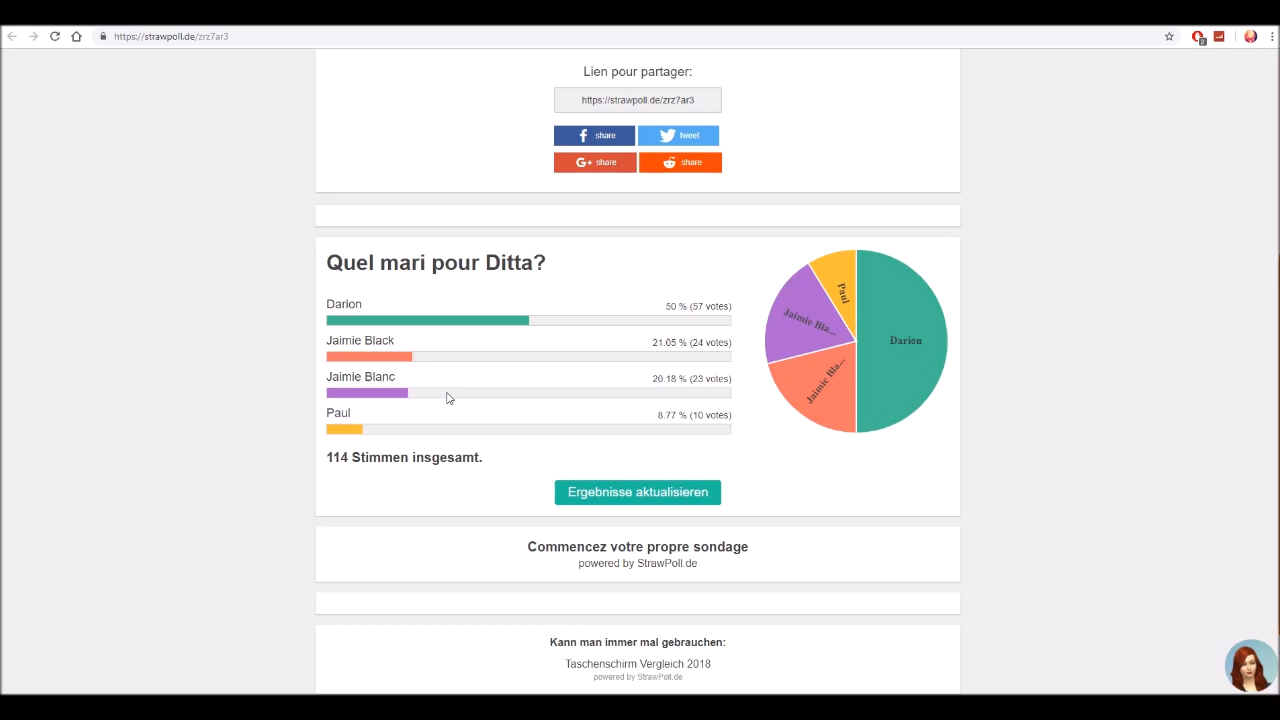 https://strawpoll.de/zrz7ar3
2
Lien pour partager:
https://strawpoll.de/zrz7ar3
share
tweet
G+ share
share
Quel mari pour Ditta?
Darion
50 % (57 votes)
Jaimie Black
21.05 % (24 votes)
Jaimie Blanc
20.18 % (23 votes)
Paul
8.77 % (10 votes)
114 Stimmen insgesamt.
Paul
Jaimie Bla...
Darion
Jaimie Bla...
Ergebnisse aktualisieren
Commencez votre propre sondage
powered by StrawPoll.de
Kann man immer mal gebrauchen:
Taschenschirm Vergleich 2018
powered by StrawPoll.de